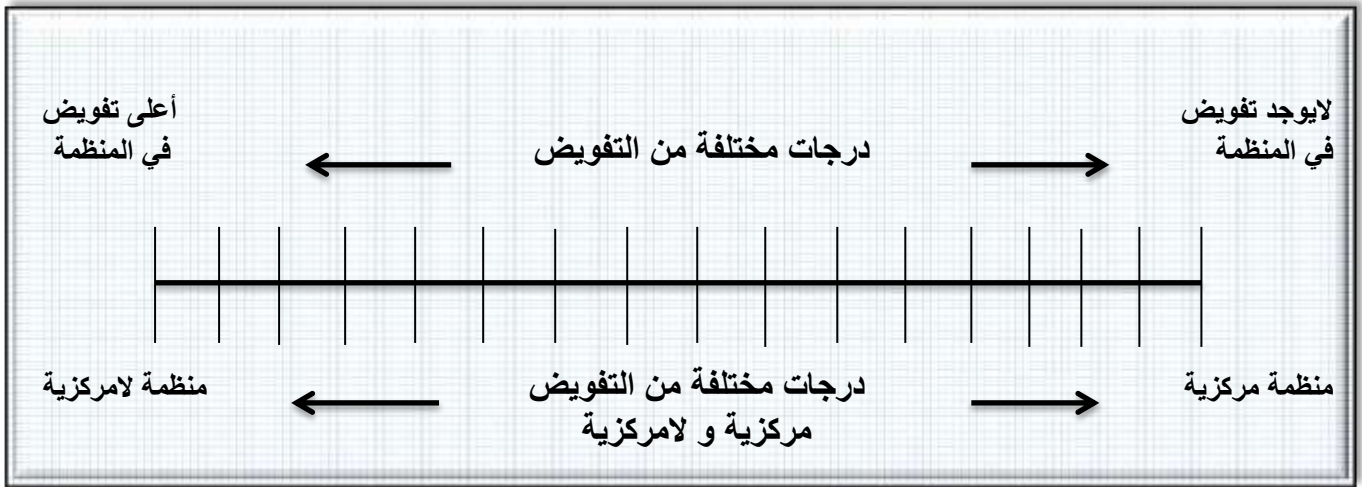 لايوجد تفويض
في المنظمة
درجات مختلفة من التفويض
أعلى تفويض
في المنظمة
منظمة مركزية
درجات مختلفة من التفويض
مركزية و لامركزية
منظمة لامركزية